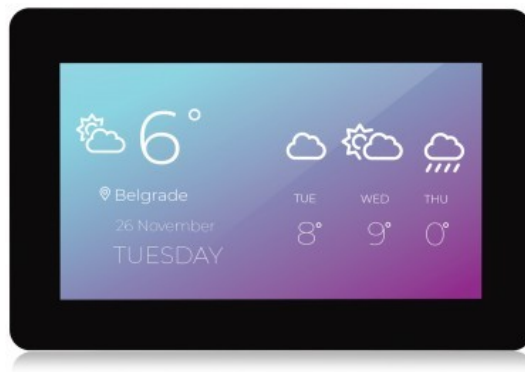 6°
Belgrade
26 November
TUESDAY
TUE WED THU
8° 9° 0°